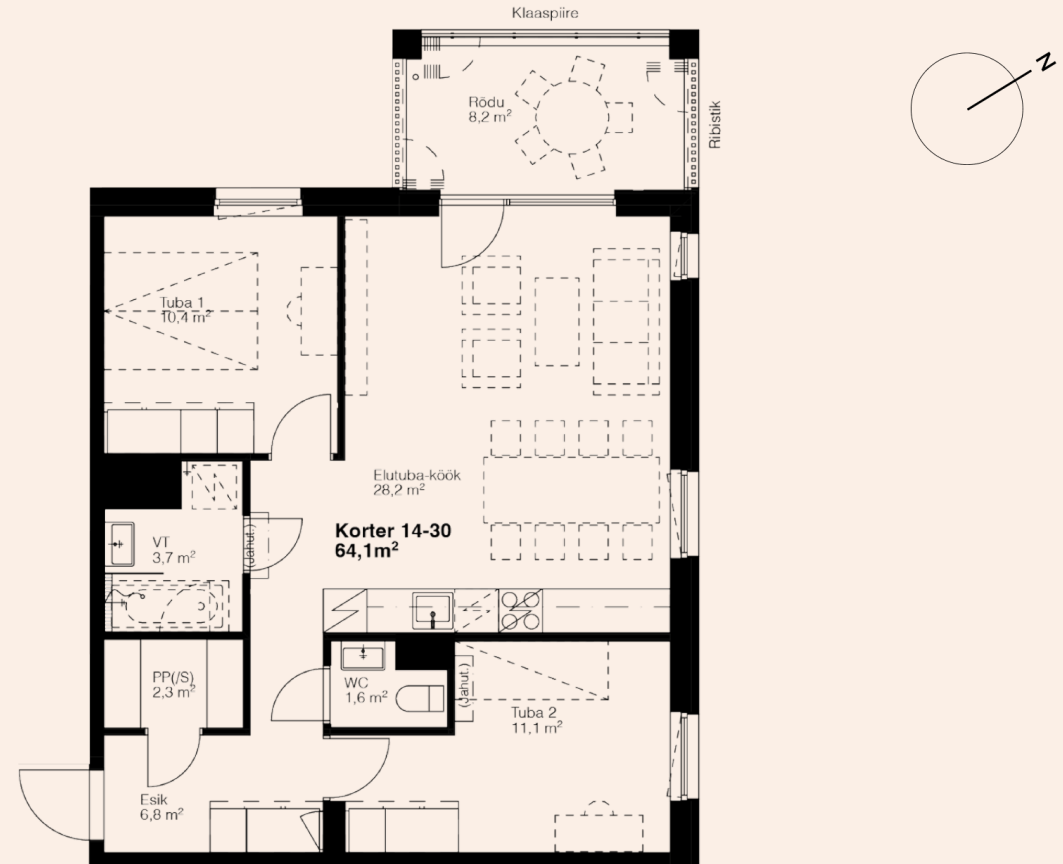 Klaaspiire
N
Rõdu
8,2 m²
Ribistik
Tuba 1
10,4 m²
Elutuba-köök
28,2 m²
Korter 14-30
64,1m²
VT
3,7 m²
(Jahut.)
PP(/S)
2,3 m²
WC
1,6 m²
(Jahut.)
Tuba 2
11,1 m²
Esik
6,8 m²